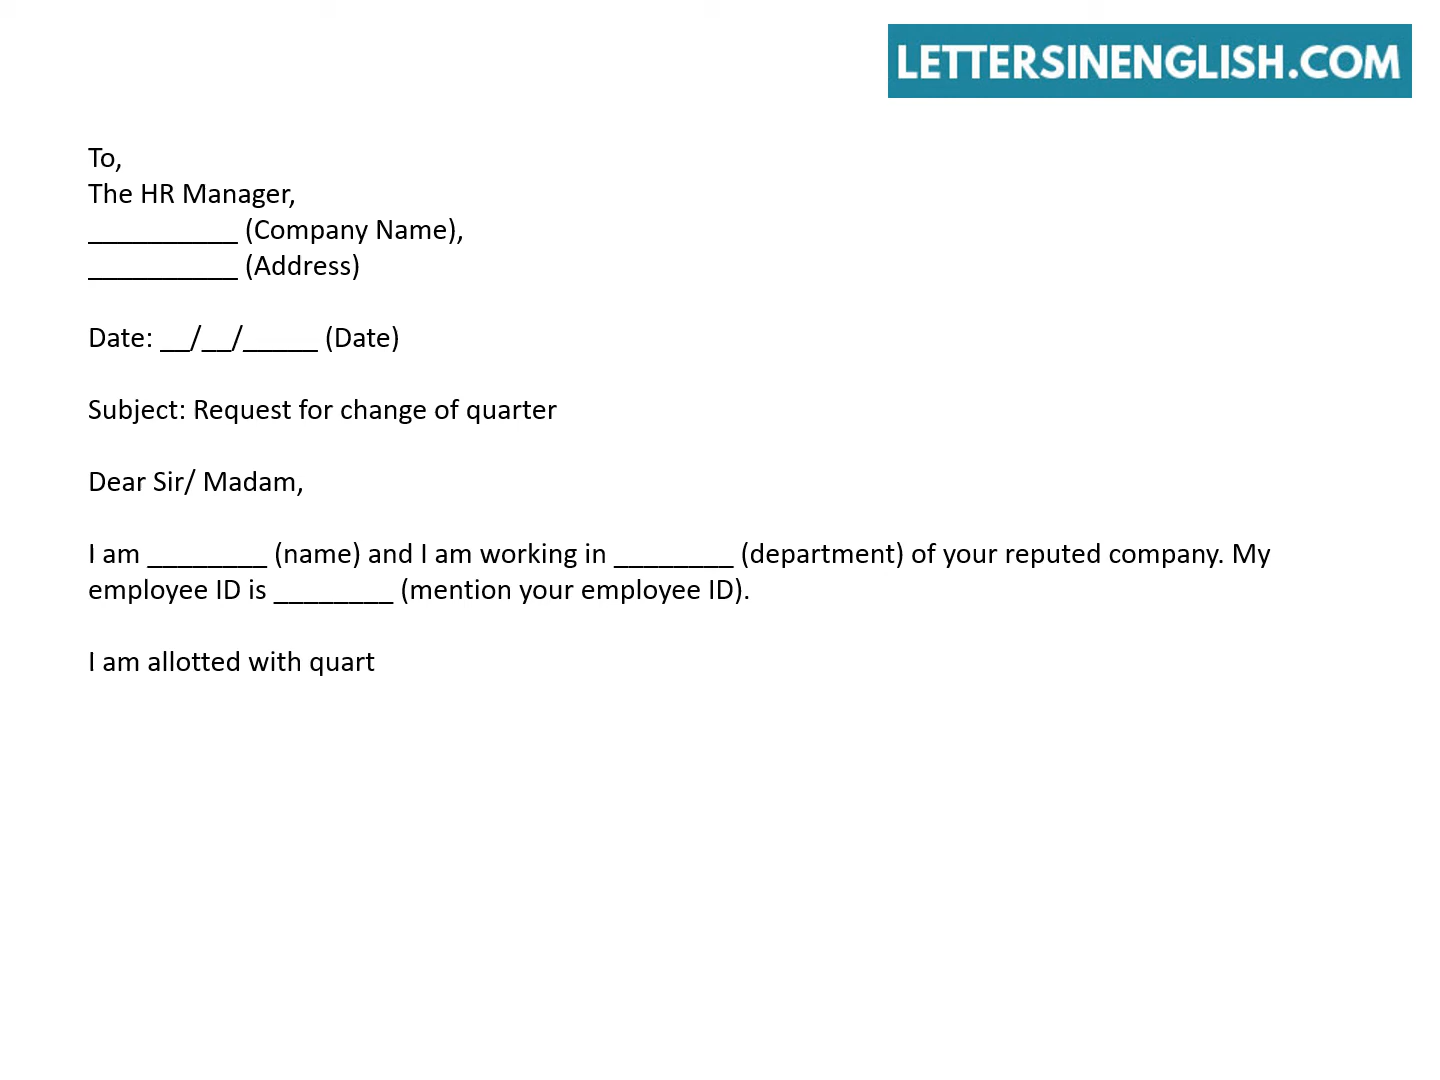 LETTERSINENGLISH.COM
To,
The HR Manager,
__________ (Company Name),
__________ (Address)
Date: __/__/_____ (Date)
Subject: Request for change of quarter
Dear Sir/ Madam,
I am ________ (name) and I am working in ________ (department) of your reputed company. My
employee ID is ________ (mention your employee ID).
I am allotted with quart